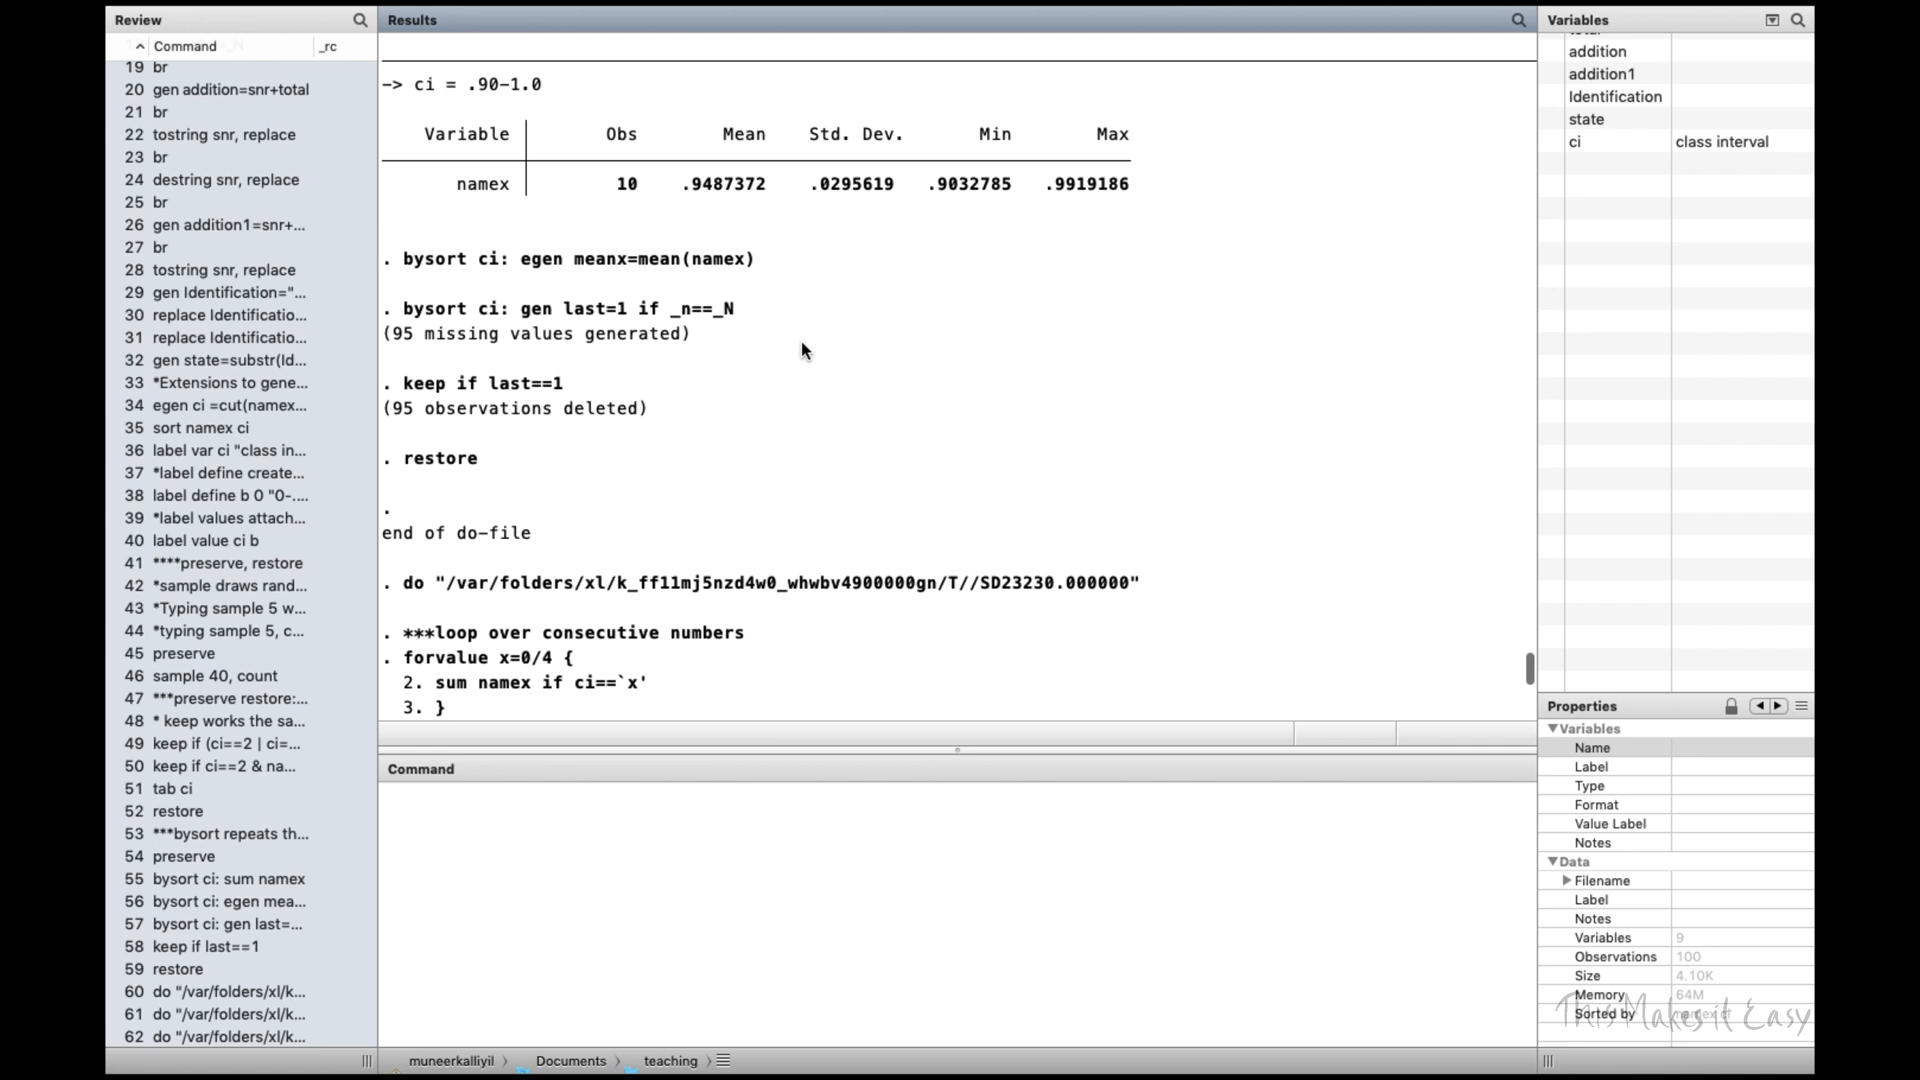 Review
Command _rc
19 br
20 gen addition=snr+total
21 br
22 tostring snr, replace
23 br
24 destring snr, replace
25 br
26 gen addition1=snr+...
27 br
28 tostring snr, replace
29 gen Identification="...
30 replace Identificatio...
31 replace Identificatio...
32 gen state=substr(Id...
33 *Extensions to gene...
34 egen ci =cut(namex...
35 sort namex ci
36 label var ci "class in...
37 *label define create...
38 label define b 0 "0-....
39 *label values attach...
40 label value ci b
41 ****preserve, restore
42 *sample draws rand...
43 *Typing sample 5 w...
44 *typing sample 5, c...
45 preserve
46 sample 40, count
47 ***preserve restore:...
48 * keep works the sa...
49 keep if (ci==2 | ci=...
50 keep if ci==2 & na...
51 tab ci
52 restore
53 ***bysort repeats th...
54 preserve
55 bysort ci: sum namex
56 bysort ci: egen mea...
57 bysort ci: gen last=...
58 keep if last==1
59 restore
60 do "/var/folders/xl/k...
61 do "/var/folders/xl/k...
62 do "/var/folders/xl/k...
Results
-> ci = .90-1.0
Variable Obs Mean Std. Dev. Min Max
namex 10 .9487372 .0295619 .9032785 .9919186
. bysort ci: egen meanx=mean(namex)
. bysort ci: gen last=1 if _n==_N
(95 missing values generated)
. keep if last==1
(95 observations deleted)
. restore
.
end of do-file
. do "/var/folders/xl/k_ff11mj5nzd4w0_whwbv4900000gn/T//SD23230.000000"
. ***loop over consecutive numbers
. forvalue x=0/4 {
2. sum namex if ci==`x'
3. }
Command
muneerkalliyil > Documents > teaching >
Variables
addition
addition1
Identification
state
ci class interval
Properties
Variables
Name
Label
Type
Format
Value Label
Notes
Data
Filename
Label
Notes
Variables 9
Observations 100
Size 4.10K
Memory 64M
Sorted by
This Makes it Easy